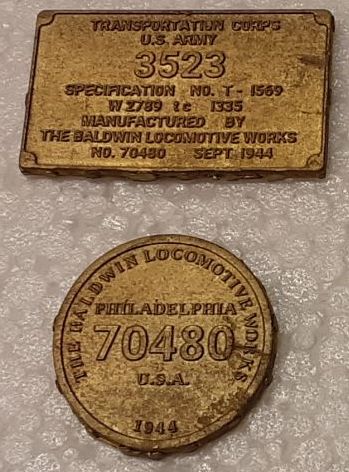 TRANSPORTATION CORPS
U.S. ARMY
3523
SPECIFICATION NO. T - 1569
W 2789 tc 1335
MANUFACTURED BY
THE BALDWIN LOCOMOTIVE WORKS
NO. 70480 SEPT 1944
THE BALDWIN LOCOMOTIVE WORKS
PHILADELPHIA
70480
U.S.A.
1944